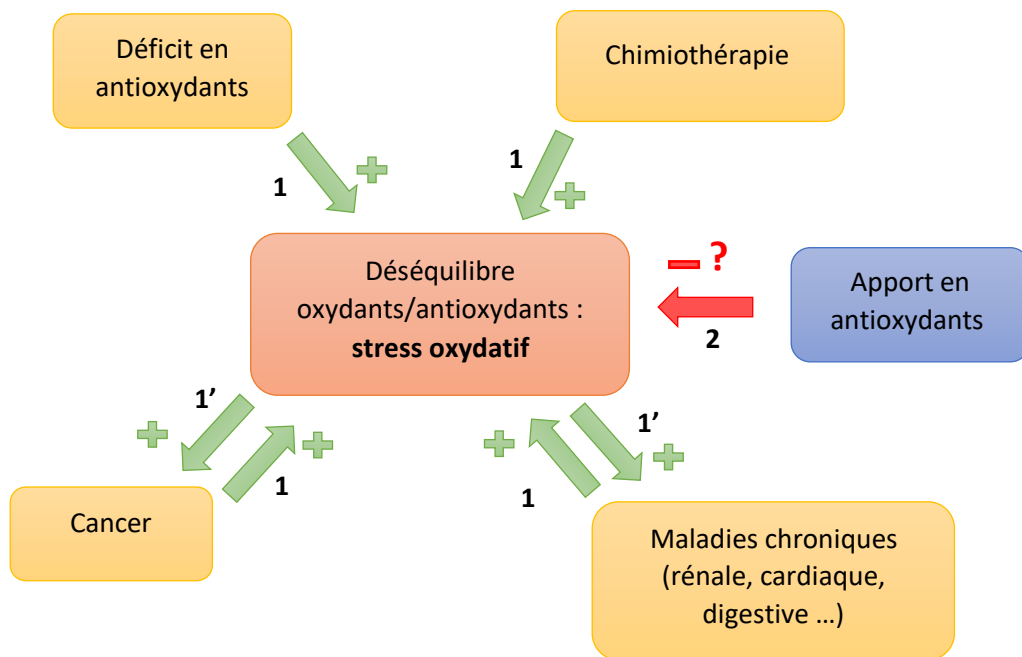 Déficit en
antioxydants
Chimiothérapie
1
1
Déséquilibre
oxydants/antioxydants :
stress oxydatif
– ?
2
Apport en
antioxydants
1’
1
1’
1
Cancer
Maladies chroniques
(rénale, cardiaque,
digestive …)